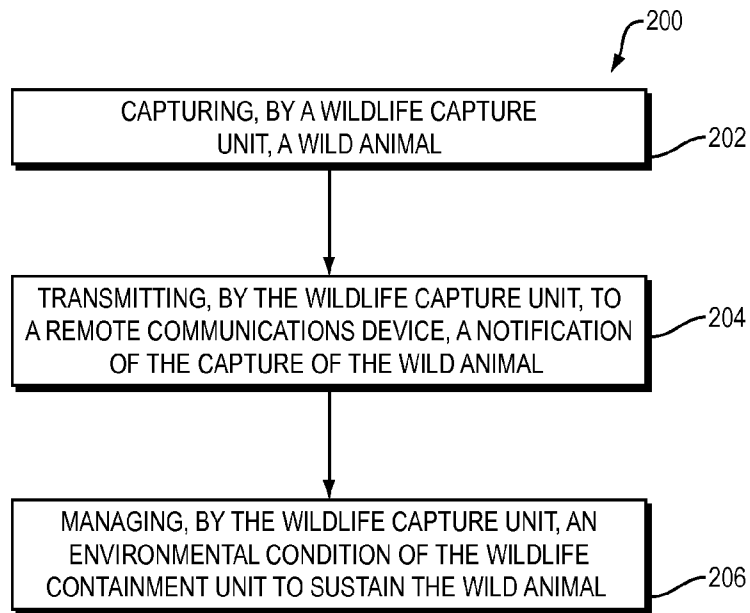 200
CAPTURING, BY A WILDLIFE CAPTURE
UNIT, A WILD ANIMAL
202
TRANSMITTING, BY THE WILDLIFE CAPTURE UNIT, TO
A REMOTE COMMUNICATIONS DEVICE, A NOTIFICATION
OF THE CAPTURE OF THE WILD ANIMAL
204
MANAGING, BY THE WILDLIFE CAPTURE UNIT, AN
ENVIRONMENTAL CONDITION OF THE WILDLIFE
CONTAINMENT UNIT TO SUSTAIN THE WILD ANIMAL
206